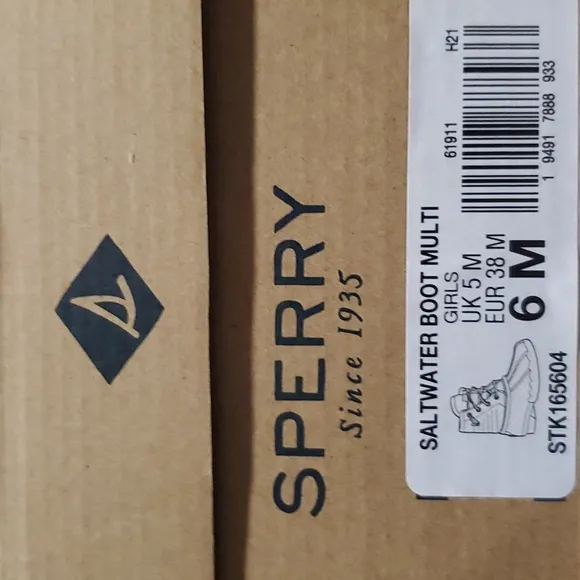 SPERRY
Since 1935
SALTWATER BOOT MULTI
GIRLS
UK 5 M
EUR 38 M
6 M
STK165604
61911
H21
1 9491 7888 933